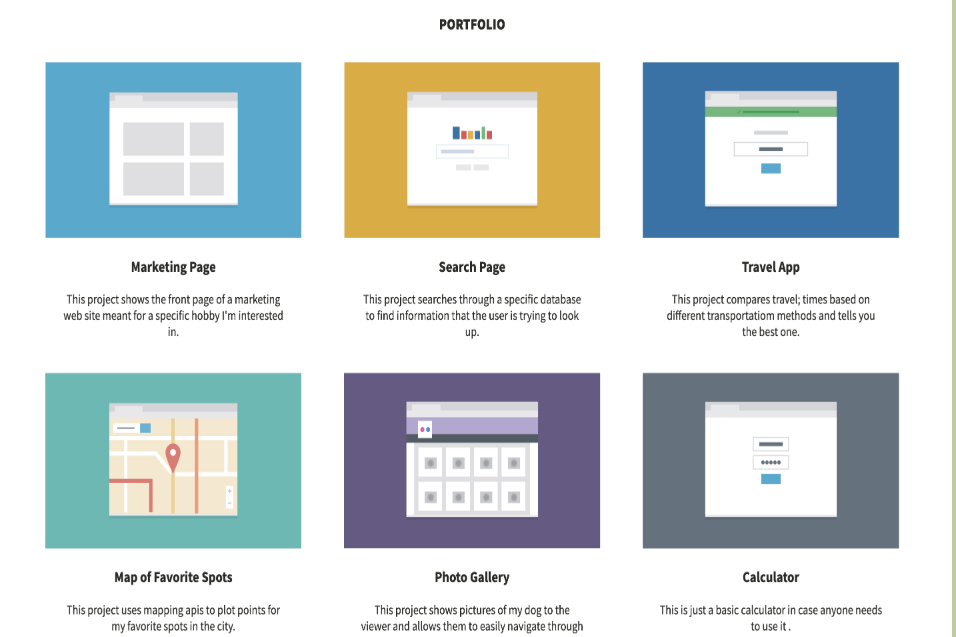 PORTFOLIO
Marketing Page
This project shows the front page of a marketing
web site meant for a specific hobby I'm interested
in.
Search Page
This project searches through a specific database
to find information that the user is trying to look
up.
Travel App
This project compares travel; times based on
different transportatiom methods and tells you
the best one.
Map of Favorite Spots
This project uses mapping apis to plot points for
my favorite spots in the city.
Photo Gallery
This project shows pictures of my dog to the
viewer and allows them to easily navigate through
Calculator
This is just a basic calculator in case anyone needs
to use it .